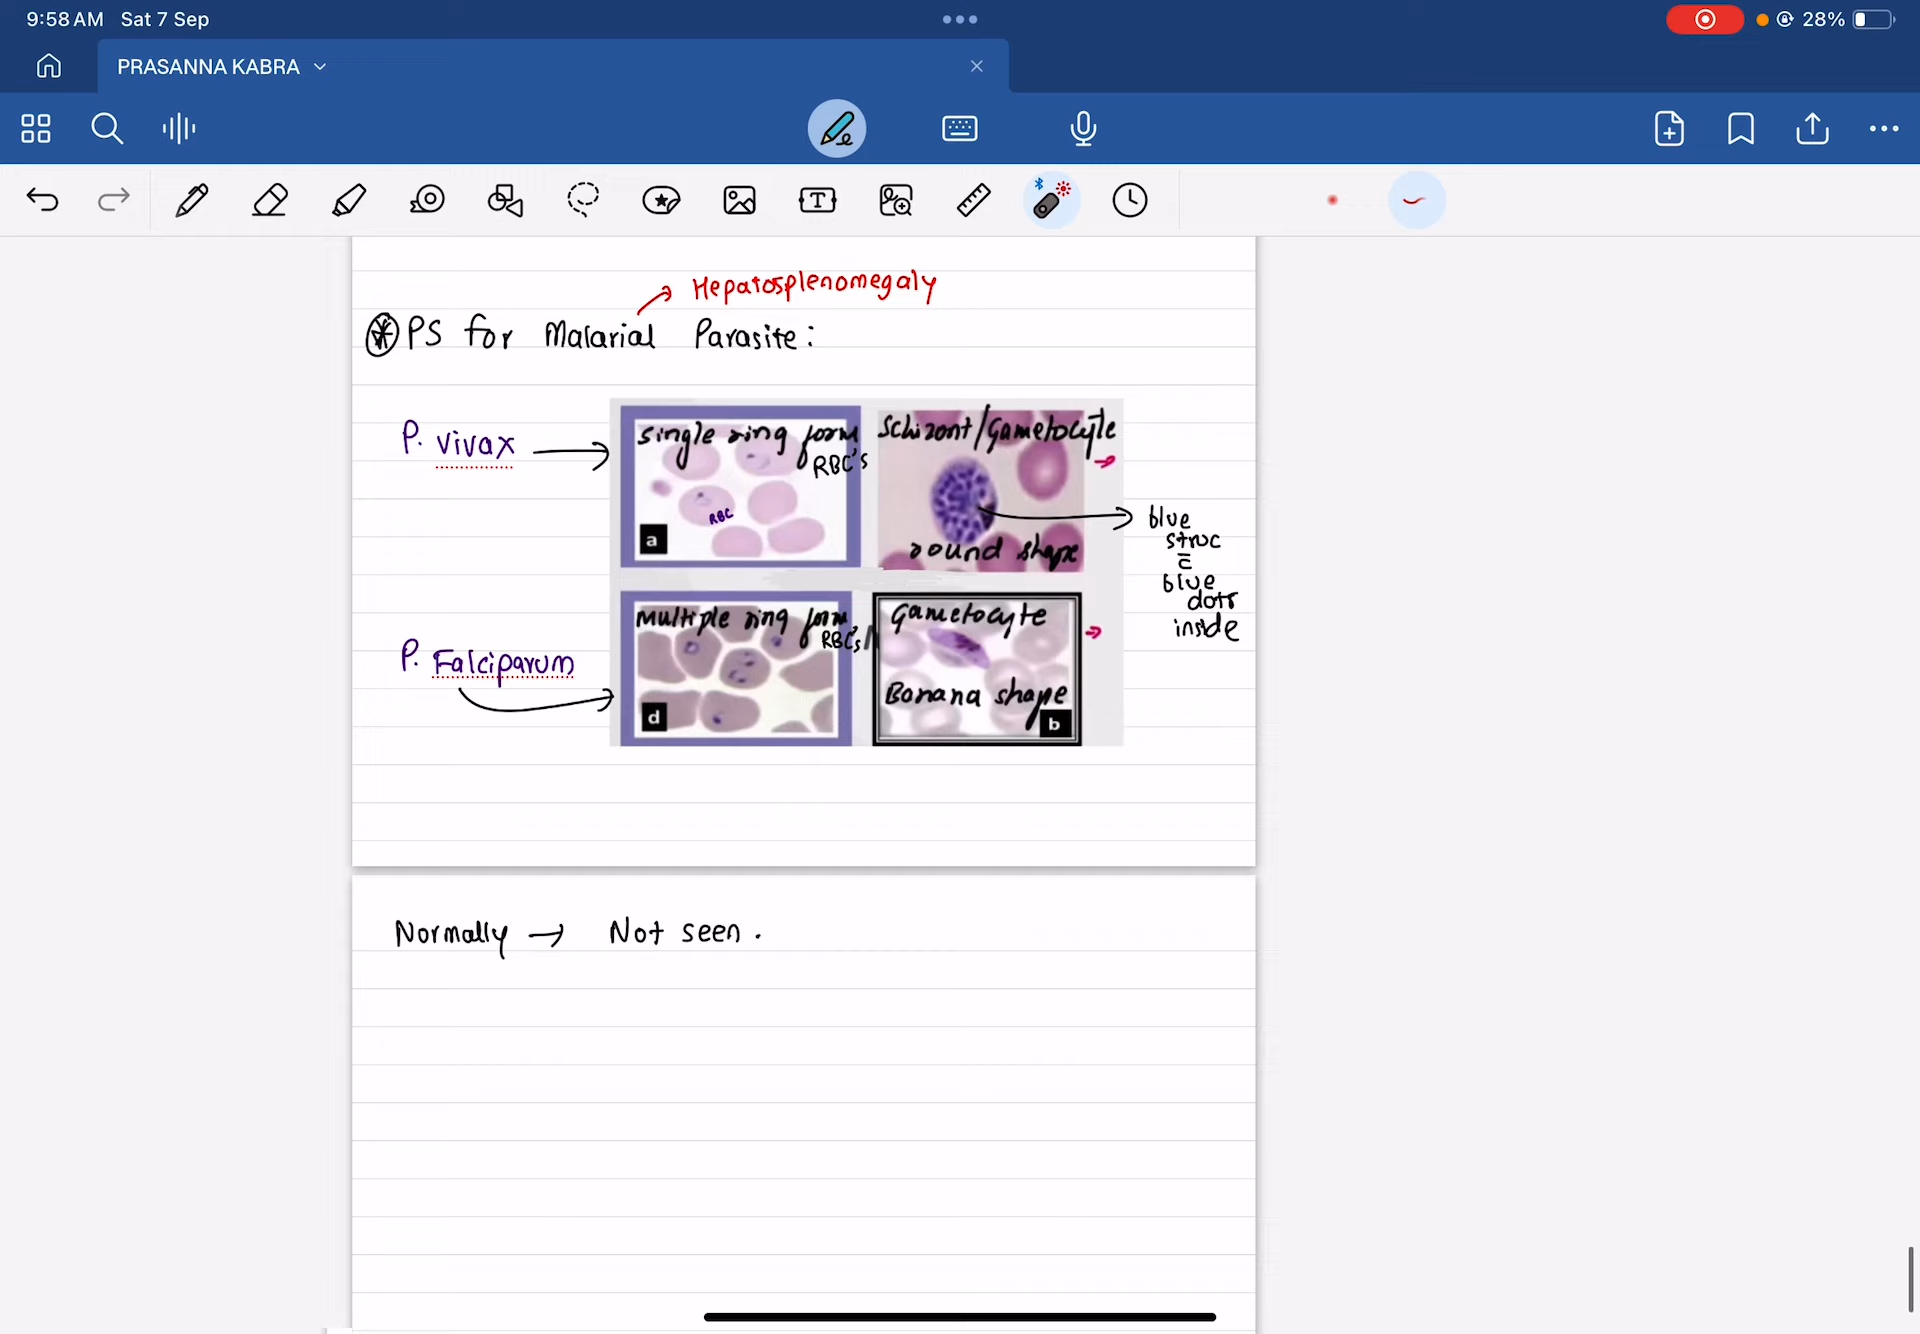 9:58 AM Sat 7 Sep
28%
PRASANNA KABRA
Hepatosplenomegaly
PS for Malarial Parasite:
P. vivax
single ring form
RBC's
RBC
a
Schizont/Gametocyte
round shape
blue
struc
c̄
blue
dots
inside
P. Falciparum
multiple ring form
RBC's
d
Gametocyte
Banana shape
b
Normally → Not seen.